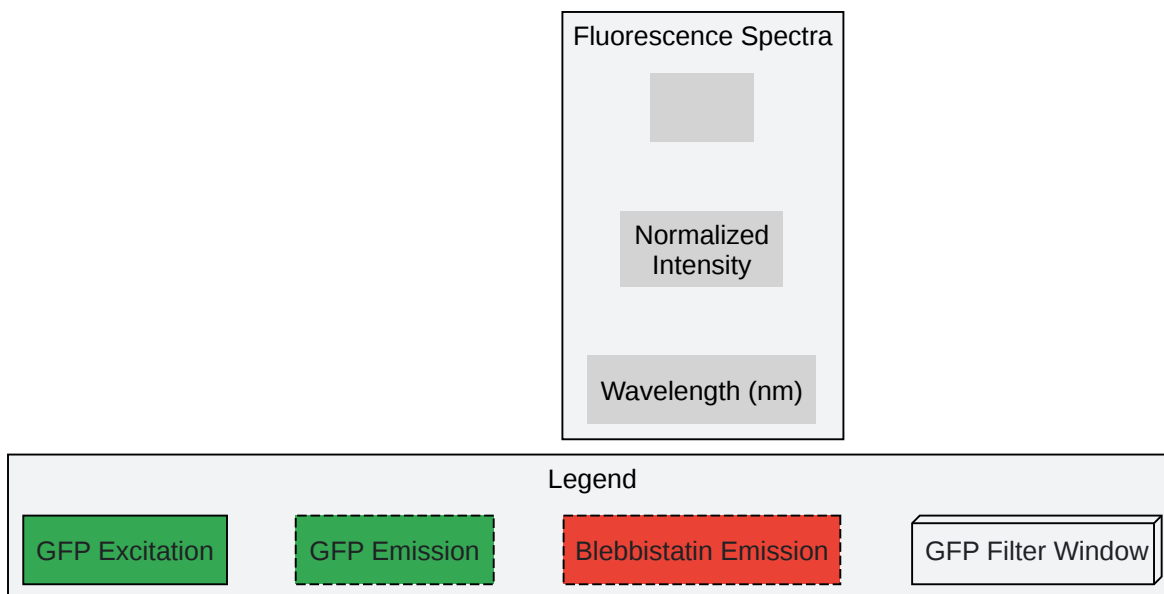 Fluorescence Spectra
Normalized
Intensity
Wavelength (nm)
Legend
GFP Excitation
GFP Emission
Blebbistatin Emission
GFP Filter Window